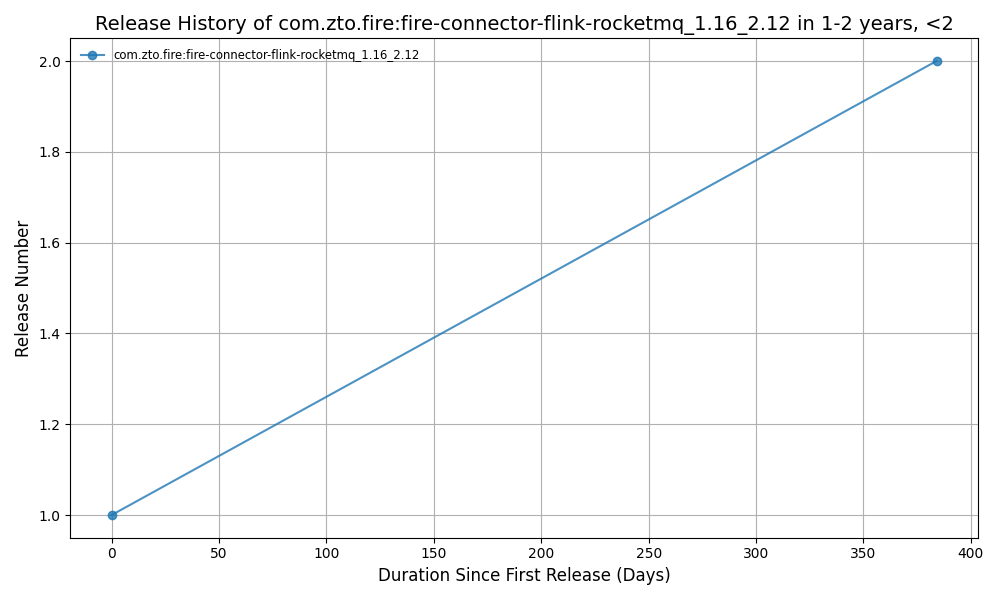 Release History of com.zto.fire:fire-connector-flink-rocketmq_1.16_2.12 in 1-2 years, <2
com.zto.fire:fire-connector-flink-rocketmq_1.16_2.12
Release Number
2.0
1.8
1.6
1.4
1.2
1.0
0 50 100 150 200 250 300 350 400
Duration Since First Release (Days)